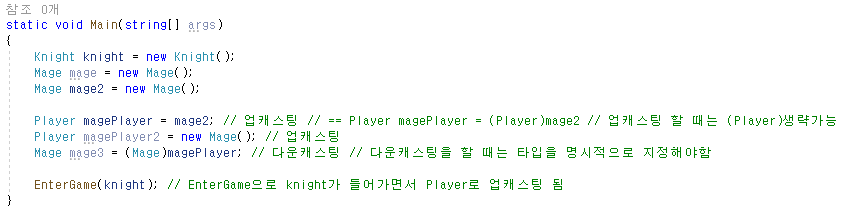 참조 0개
static void Main(string[] args)
{
Knight knight = new Knight();
Mage mage = new Mage();
Mage mage2 = new Mage();
Player magePlayer = mage2; // 업캐스팅 // == Player magePlayer = (Player)mage2 // 업캐스팅 할 때는 (Player)생략가능
Player magePlayer2 = new Mage(); // 업캐스팅
Mage mage3 = (Mage)magePlayer; // 다운캐스팅 // 다운캐스팅을 할 때는 타입을 명시적으로 지정해야함
EnterGame(knight); // EnterGame으로 knight가 들어가면서 Player로 업캐스팅 됨
}